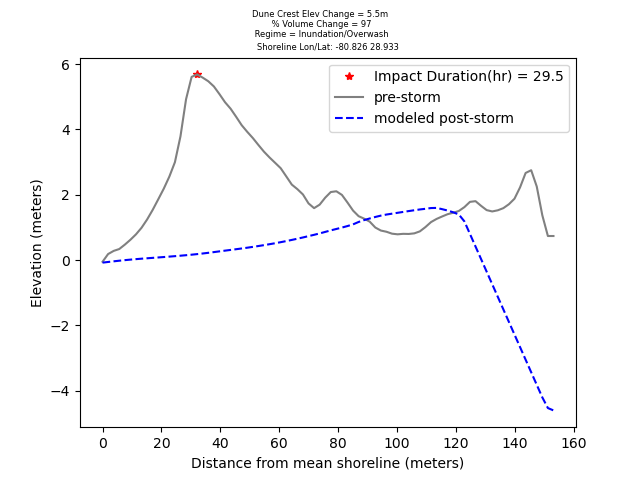 Dune Crest Elev Change = 5.5m
% Volume Change = 97
Regime = Inundation/Overwash
Shoreline Lon/Lat: -80.826 28.933
Impact Duration(hr) = 29.5
pre-storm
modeled post-storm
Elevation (meters)
6
4
2
0
−2
−4
0 20 40 60 80 100 120 140 160
Distance from mean shoreline (meters)